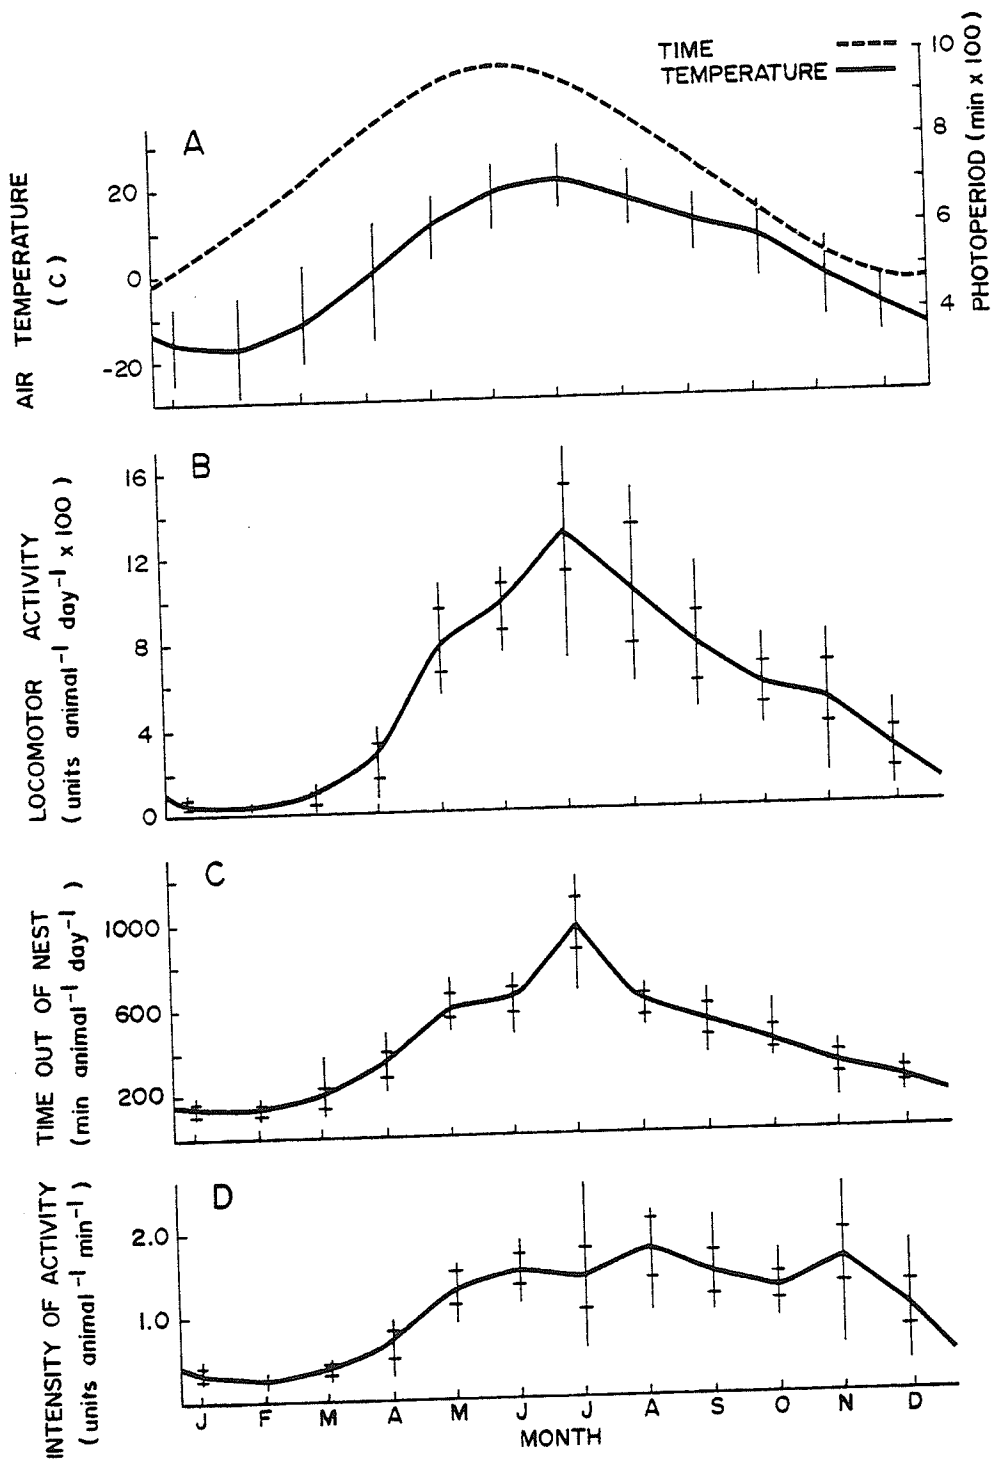 TIME
TEMPERATURE
A
AIR TEMPERATURE
(C)
20
0
-20
10
8
6
4
PHOTOPERIOD (min x 100)
B
LOCOMOTOR ACTIVITY
(units animal⁻¹ day⁻¹ x 100)
16
12
8
4
0
C
TIME OUT OF NEST
(min animal⁻¹ day⁻¹)
1000
600
200
D
INTENSITY OF ACTIVITY
(units animal⁻¹ min⁻¹)
2.0
1.0
J F M A M J J A S O N D
MONTH